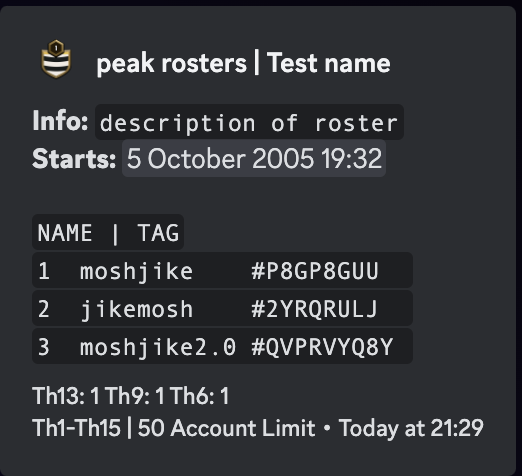 peak rosters | Test name
Info: description of roster
Starts: 5 October 2005 19:32
NAME | TAG
1 moshjike #P8GP8GUU
2 jikemosh #2YRQRULJ
3 moshjike2.0 #QVPRVYQ8Y
Th13: 1 Th9: 1 Th6: 1
Th1-Th15 | 50 Account Limit • Today at 21:29